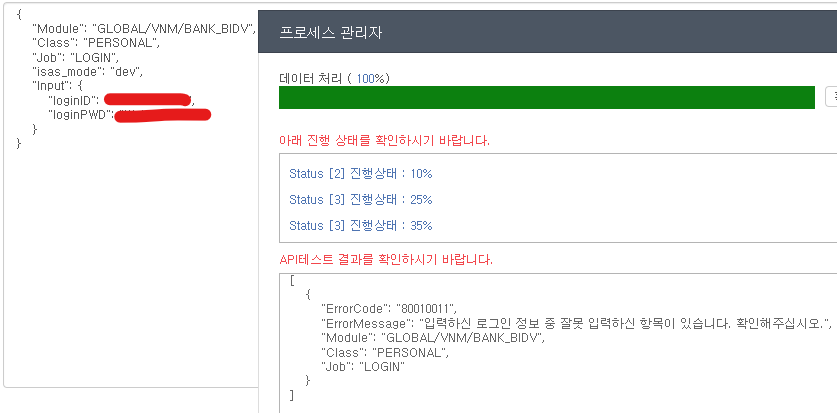 {
"Module": "GLOBAL/VNM/BANK_BIDV",
"Class": "PERSONAL",
"Job": "LOGIN",
"isas_mode": "dev",
"Input": {
"loginID":
"loginPWD":
}
}
프로세스 관리자
데이터 처리 ( 100%)
아래 진행 상태를 확인하시기 바랍니다.
Status [2] 진행상태 : 10%
Status [3] 진행상태 : 25%
Status [3] 진행상태 : 35%
API테스트 결과를 확인하시기 바랍니다.
[
{
"ErrorCode": "80010011",
"ErrorMessage": "입력하신 로그인 정보 중 잘못 입력하신 항목이 있습니다. 확인해주십시오.",
"Module": "GLOBAL/VNM/BANK_BIDV",
"Class": "PERSONAL",
"Job": "LOGIN"
}
]